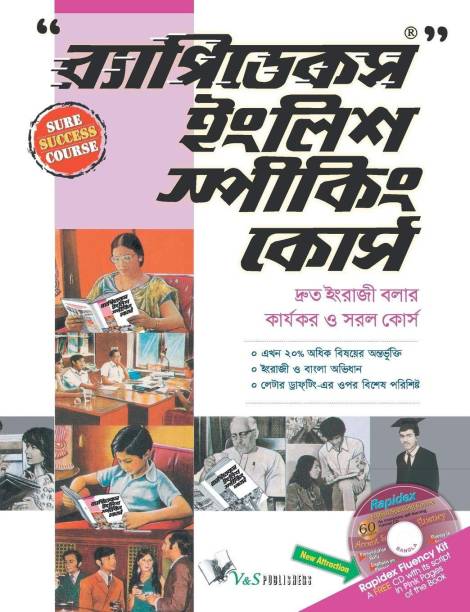 “ র‍্যাপিডেকস ® ”
ইংলিশ
স্পীকিং
কোর্স
SURE
SUCCESS
COURSE
দ্রুত ইংরাজী বলার
কার্যকর ও সরল কোর্স
০ এখন ২০% অধিক বিষয়ের অন্তর্ভূক্তি
০ ইংরাজী ও বাংলা অভিধান
০ লেটার ড্রাফ্‌টিং-এর ওপর বিশেষ পরিশিষ্ট
Rapidex
60
Fluency
BANGLA
New Attraction
Rapidex Fluency Kit
A FREE CD with its script
in Pink Pages
of the Book
V&S PUBLISHERS